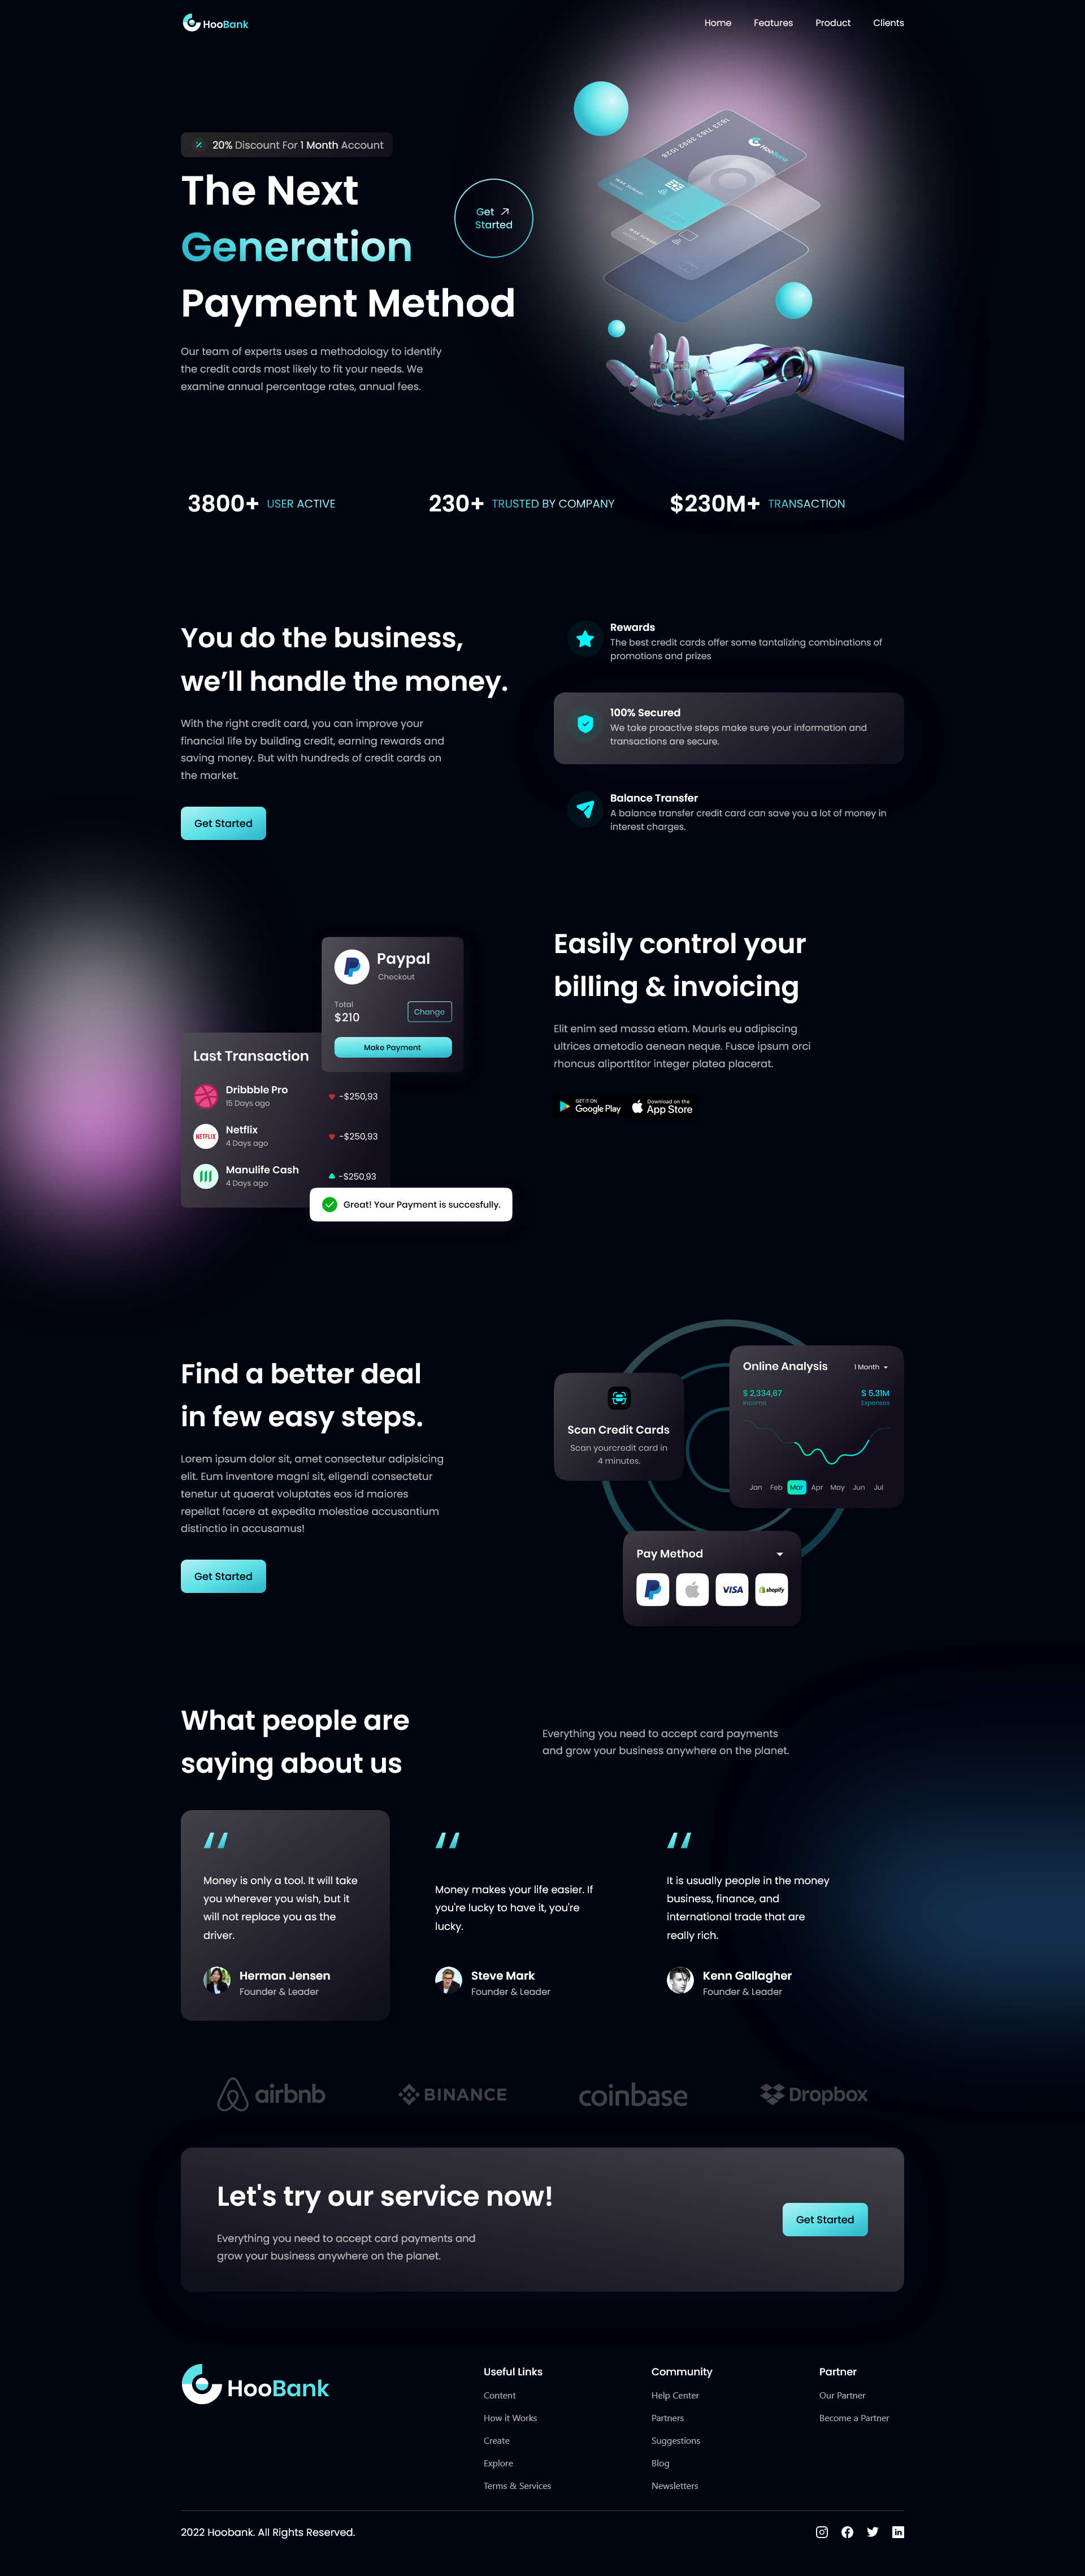 HooBank
Home
Features
Product
Clients
20% Discount For 1 Month Account
The Next
Generation
Payment Method
Get
Started
Our team of experts uses a methodology to identify
the credit cards most likely to fit your needs. We
examine annual percentage rates, annual fees.
HooBank
3800+ USER ACTIVE
230+ TRUSTED BY COMPANY
$230M+ TRANSACTION
You do the business,
we’ll handle the money.
With the right credit card, you can improve your
financial life by building credit, earning rewards and
saving money. But with hundreds of credit cards on
the market.
Get Started
Rewards
The best credit cards offer some tantalizing combinations of
promotions and prizes
100% Secured
We take proactive steps make sure your information and
transactions are secure.
Balance Transfer
A balance transfer credit card can save you a lot of money in
interest charges.
Paypal
Checkout
Total
$210
Change
Make Payment
Last Transaction
Dribbble Pro
15 Days ago
-$250,93
NETFLIX
Netflix
4 Days ago
-$250,93
Manulife Cash
4 Days ago
-$250,93
Great! Your Payment is succesfully.
Easily control your
billing & invoicing
Elit enim sed massa etiam. Mauris eu adipiscing
ultrices ametodio aenean neque. Fusce ipsum orci
rhoncus aliporttitor integer platea placerat.
GET IT ON
Google Play
Download on the
App Store
Find a better deal
in few easy steps.
Lorem ipsum dolor sit, amet consectetur adipisicing
elit. Eum inventore magni sit, eligendi consectetur
tenetur ut quaerat voluptates eos id maiores
repellat facere at expedita molestiae accusantium
distinctio in accusamus!
Get Started
Scan Credit Cards
Scan yourcredit card in
4 minutes.
Online Analysis
1 Month
$ 2,334,67
Income
$ 5.31M
Expenses
Jan Feb Mar Apr May Jun Jul
Pay Method
VISA
shopify
What people are
saying about us
Everything you need to accept card payments
and grow your business anywhere on the planet.
Money is only a tool. It will take
you wherever you wish, but it
will not replace you as the
driver.
Herman Jensen
Founder & Leader
Money makes your life easier. If
you're lucky to have it, you're
lucky.
Steve Mark
Founder & Leader
It is usually people in the money
business, finance, and
international trade that are
really rich.
Kenn Gallagher
Founder & Leader
airbnb
BINANCE
coinbase
Dropbox
Let's try our service now!
Everything you need to accept card payments and
grow your business anywhere on the planet.
Get Started
HooBank
Useful Links
Content
How it Works
Create
Explore
Terms & Services
Community
Help Center
Partners
Suggestions
Blog
Newsletters
Partner
Our Partner
Become a Partner
2022 Hoobank. All Rights Reserved.